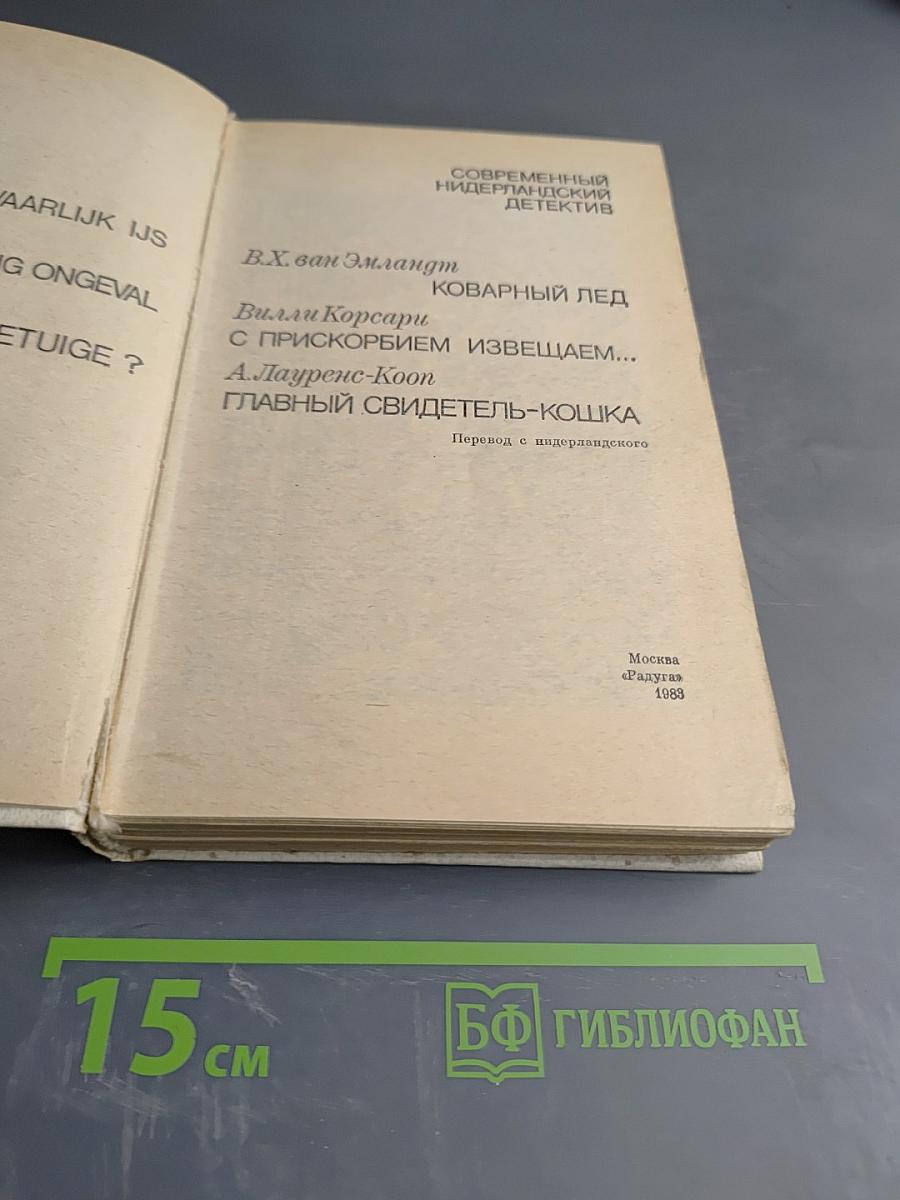 VAARLIJK IJS
NG ONGEVAL
ETUIGE ?
СОВРЕМЕННЫЙ
НИДЕРЛАНДСКИЙ
ДЕТЕКТИВ
В.Х. ван Эмландт
КОВАРНЫЙ ЛЕД
Вилли Корсари
С ПРИСКОРБИЕМ ИЗВЕЩАЕМ...
А.Лауренс-Кооп
ГЛАВНЫЙ СВИДЕТЕЛЬ-КОШКА
Перевод с нидерландского
Москва
«Радуга»
1983
15 см
БФ ГИБЛИОФАН